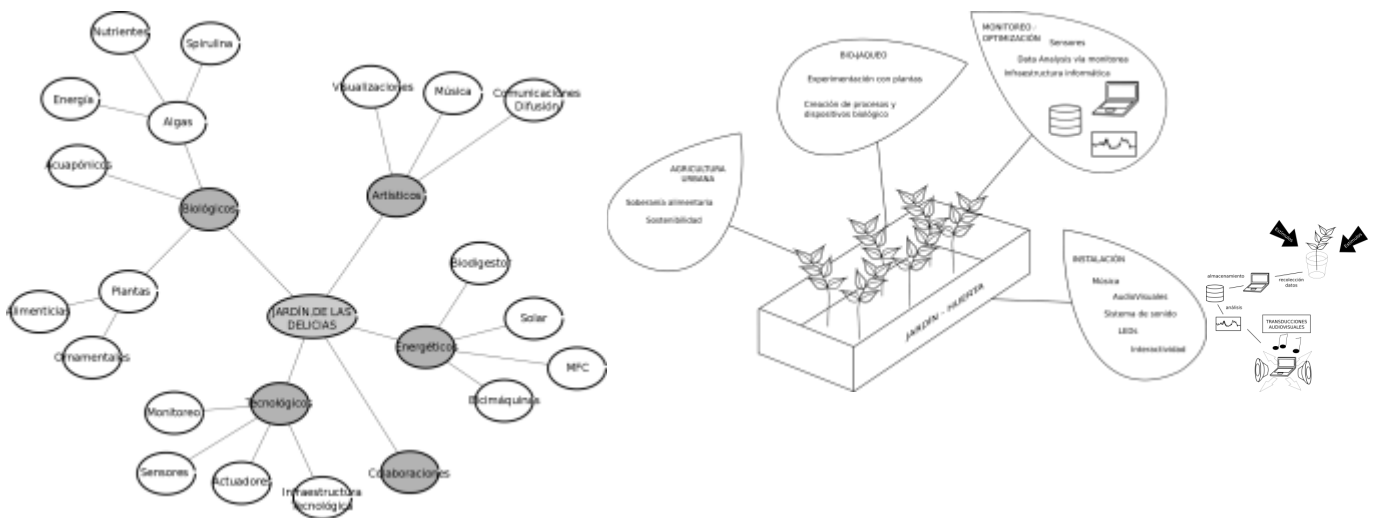 Nutrientes
Spirulina
Energía
Algas
Acuapónicos
Biológicos
Plantas
Alimenticias
Ornamentales
Visualizaciones
Música
Comunicaciones
Difusión
Artísticos
JARDÍN DE LAS
DELICIAS
Biodigesto
Solar
Energéticos
MFC
Bicimáquinas
Tecnológicos
Monitoreo
Sensores
Actuadores
Infraestructura
Tecnológica
Colaboraciones
AGRICULTURA
URBANA
Soberanía alimentaria
Sostenibilidad
BIOJAQUEO
Experimentación con plantas
Creación de procesos y
dispositivos biológico
MONITOREO -
OPTIMIZACIÓN
Sensores
Data Analysis vía monitorea
Infraestructura informática
JARDÍN - HUERTA
INSTALACIÓN
Música
AudioVisuales
Sistema de sonido
LEDs
Interactividad
almacenamiento
recolección
datos
análisis
TRANSDUCCIONES
AUDIOVISUALES